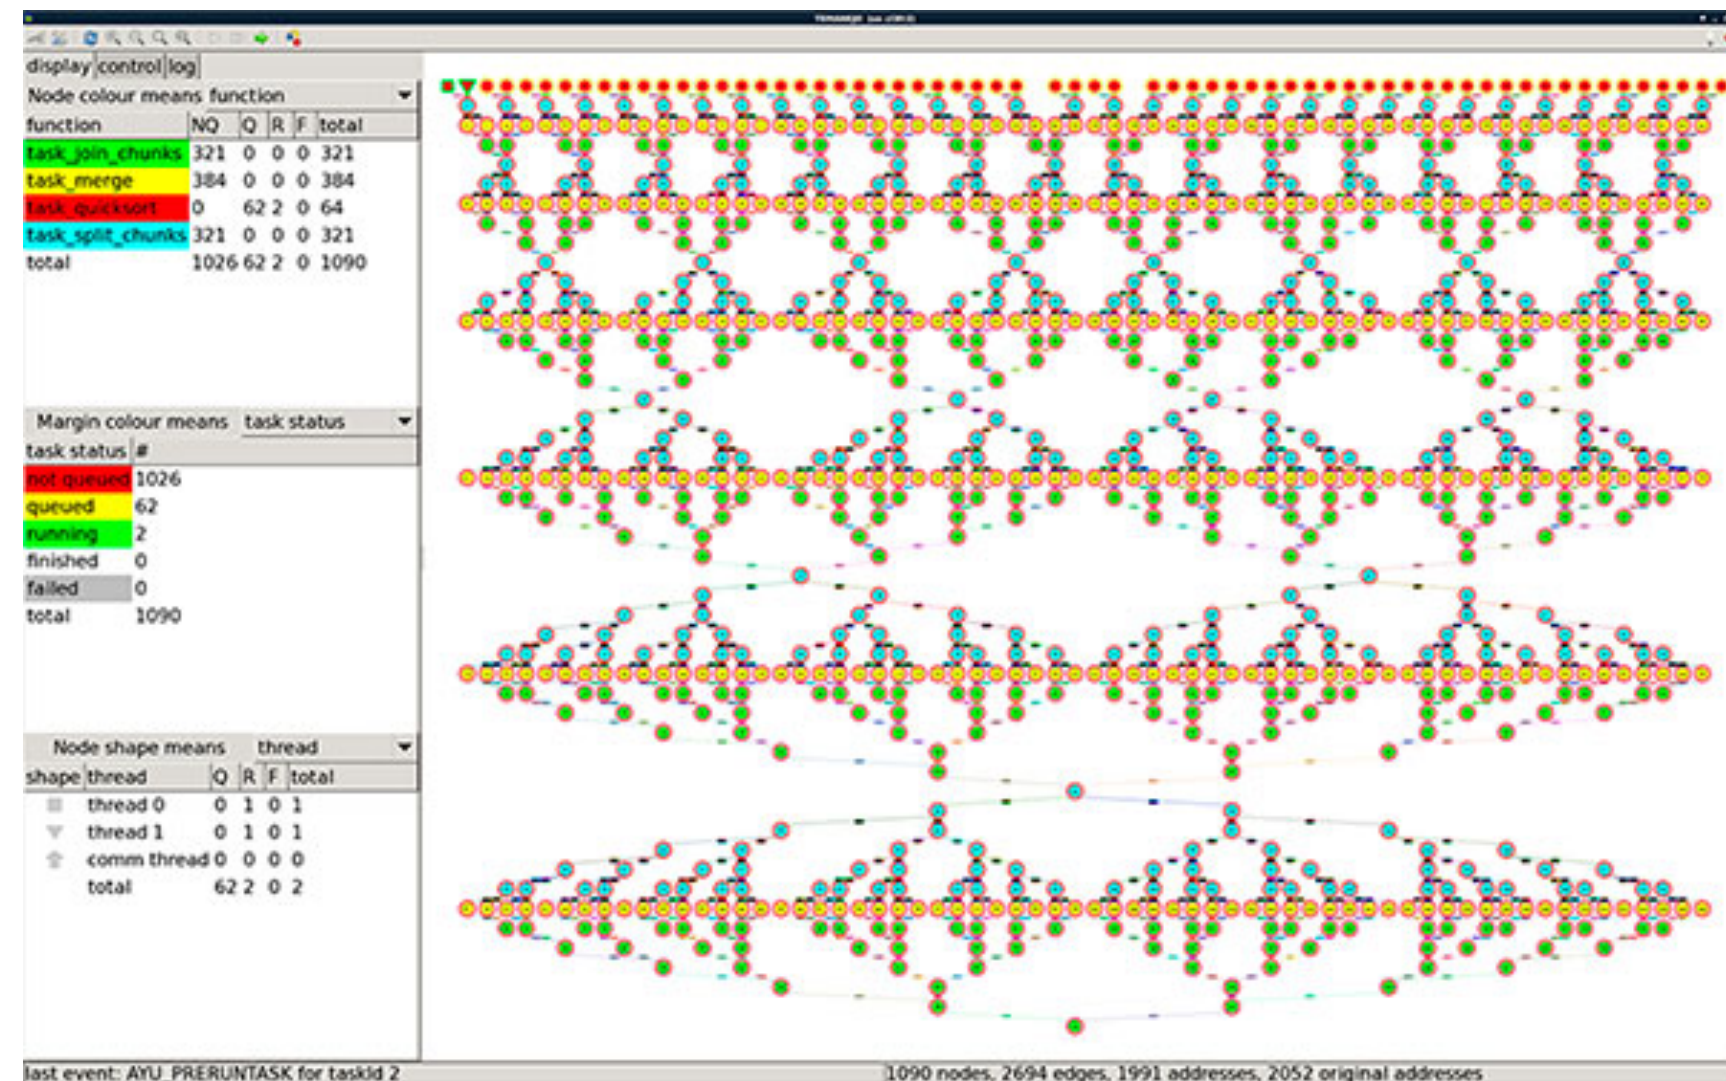 display control log
Node colour means function
function NQ Q R F total
task_join_chunks 321 0 0 0 321
task_merge 384 0 0 0 384
task_quicksort 0 62 2 0 64
task_split_chunks 321 0 0 0 321
total 1026 62 2 0 1090
Margin colour means task status
task status #
not queued 1026
queued 62
running 2
finished 0
failed 0
total 1090
Node shape means thread
shape thread Q R F total
thread 0 0 1 0 1
thread 1 0 1 0 1
comm thread 0 0 0 0
total 62 2 0 2
last event: AYU_PRERUNTASK for taskId 2
1090 nodes, 2694 edges, 1991 addresses, 2052 original addresses